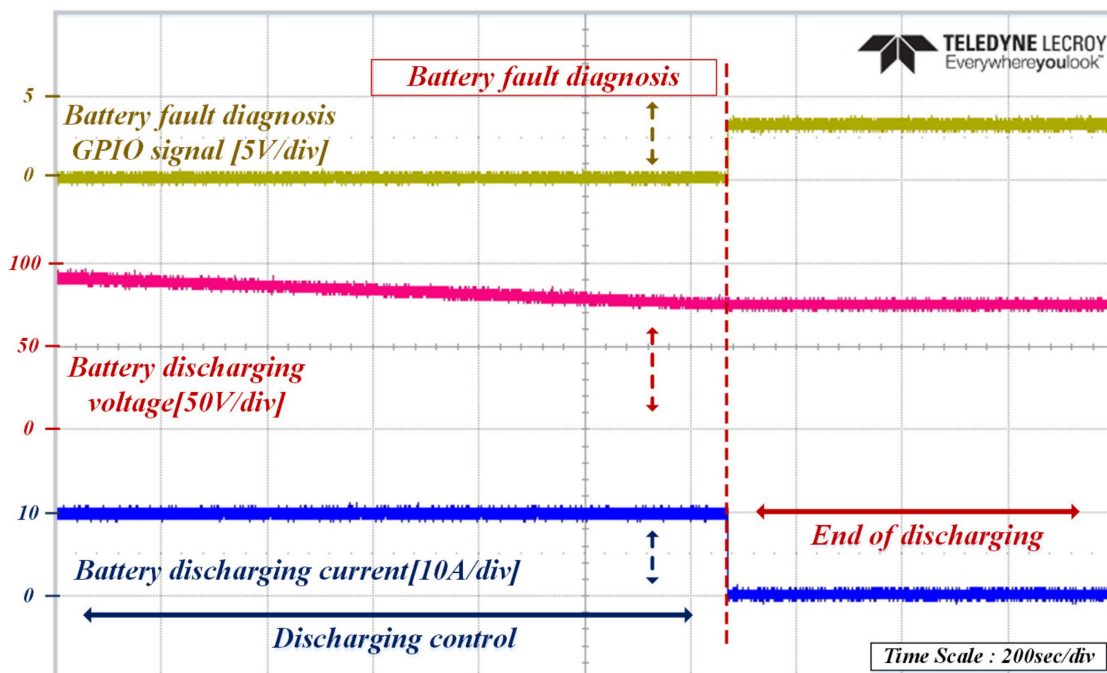 TELEDYNE LECROY
Everywhereyoulook™
Battery fault diagnosis
5
Battery fault diagnosis
GPIO signal [5V/div]
0
100
50
Battery discharging
voltage[50V/div]
0
10
End of discharging
Battery discharging current[10A/div]
0
Discharging control
Time Scale : 200sec/div